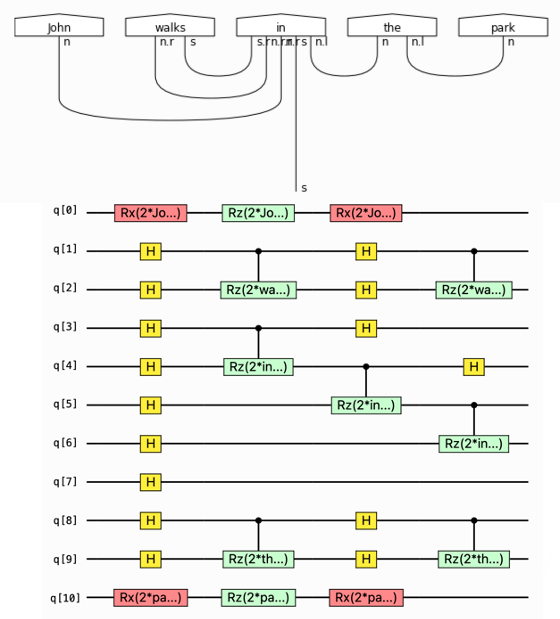 John walks in the park
n n.r s s.r n.r.r n.r s n.l n n.l n
s
q[0] Rx(2*Jo...) Rz(2*Jo...) Rx(2*Jo...)
q[1] H H
q[2] H Rz(2*wa...) H Rz(2*wa...)
q[3] H H
q[4] H Rz(2*in...) H
q[5] H Rz(2*in...)
q[6] H Rz(2*in...)
q[7] H
q[8] H H
q[9] H Rz(2*th...) H Rz(2*th...)
q[10] Rx(2*pa...) Rz(2*pa...) Rx(2*pa...)